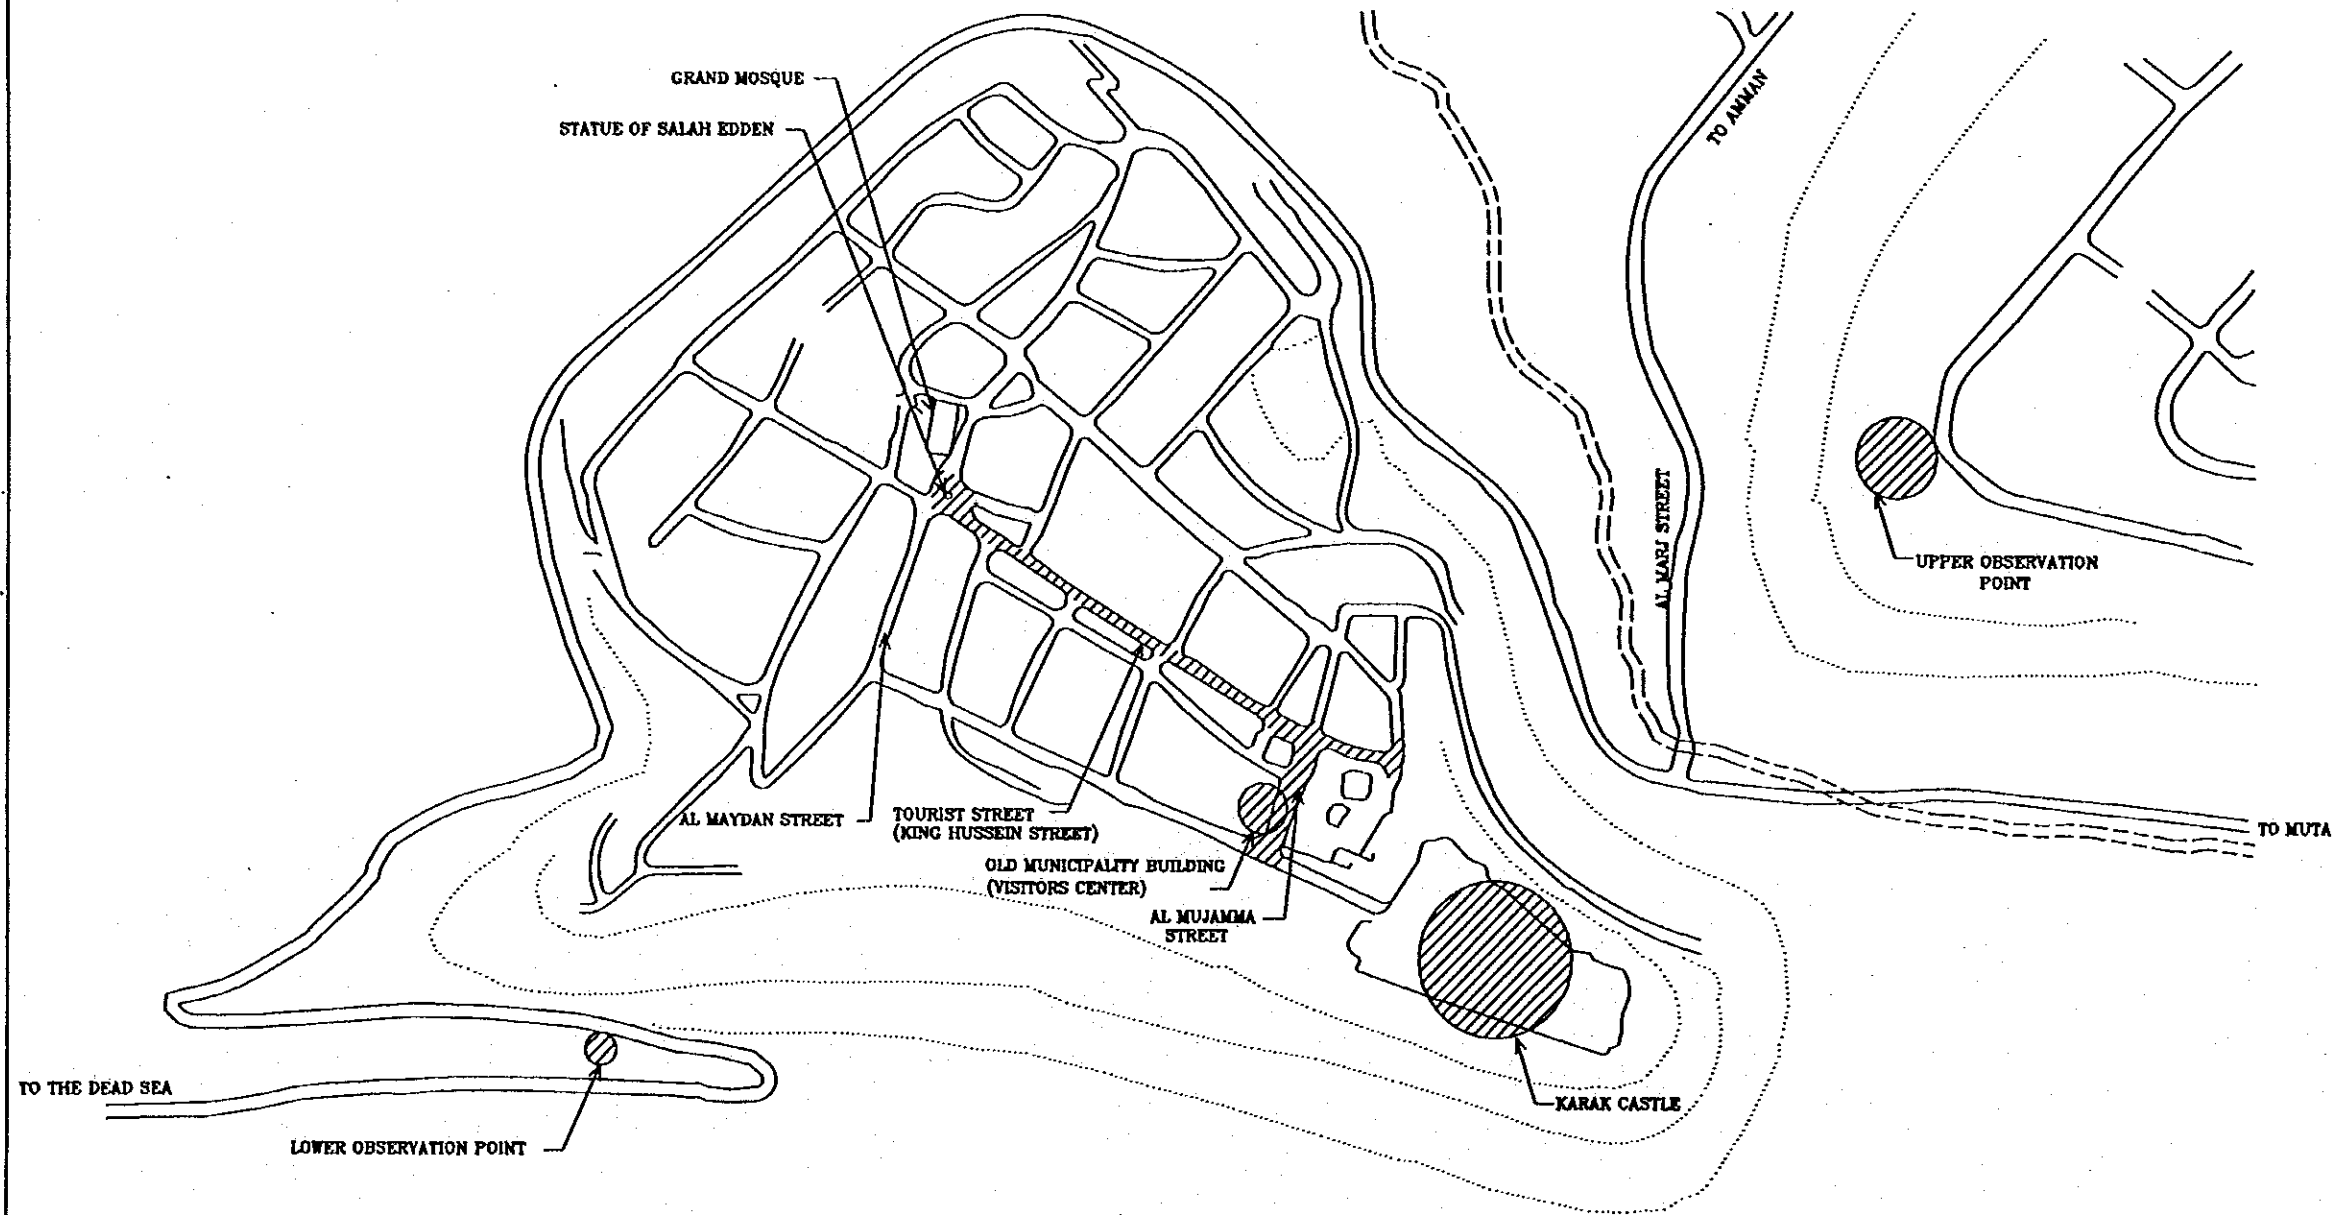 GRAND MOSQUE
STATUE OF SALAH EDDEN
TO AMMAN
AL MARJ STREET
UPPER OBSERVATION
POINT
AL MAYDAN STREET
TOURIST STREET
(KING HUSSEIN STREET)
OLD MUNICIPALITY BUILDING
(VISITORS CENTER)
AL MUJAMMA
STREET
TO MUTA
KARAK CASTLE
TO THE DEAD SEA
LOWER OBSERVATION POINT